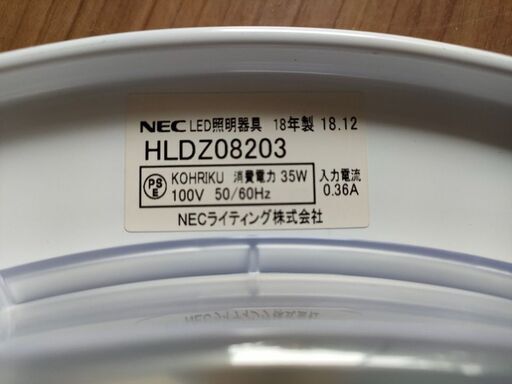 NEC LED照明器具 18年製 18.12
HLDZ08203
PS E KOHRIKU 消費電力 35W 入力電流
100V 50/60Hz 0.36A
NECライティング株式会社